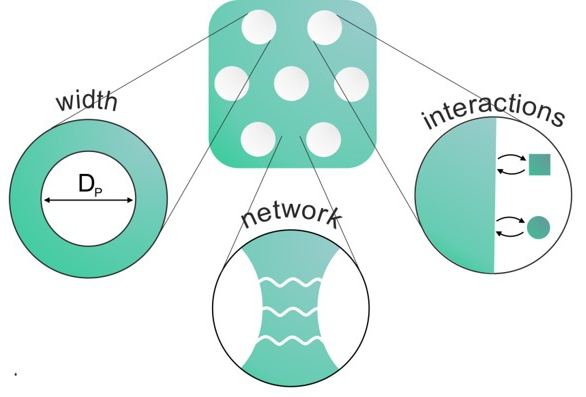 width
interactions
D_P
network
.